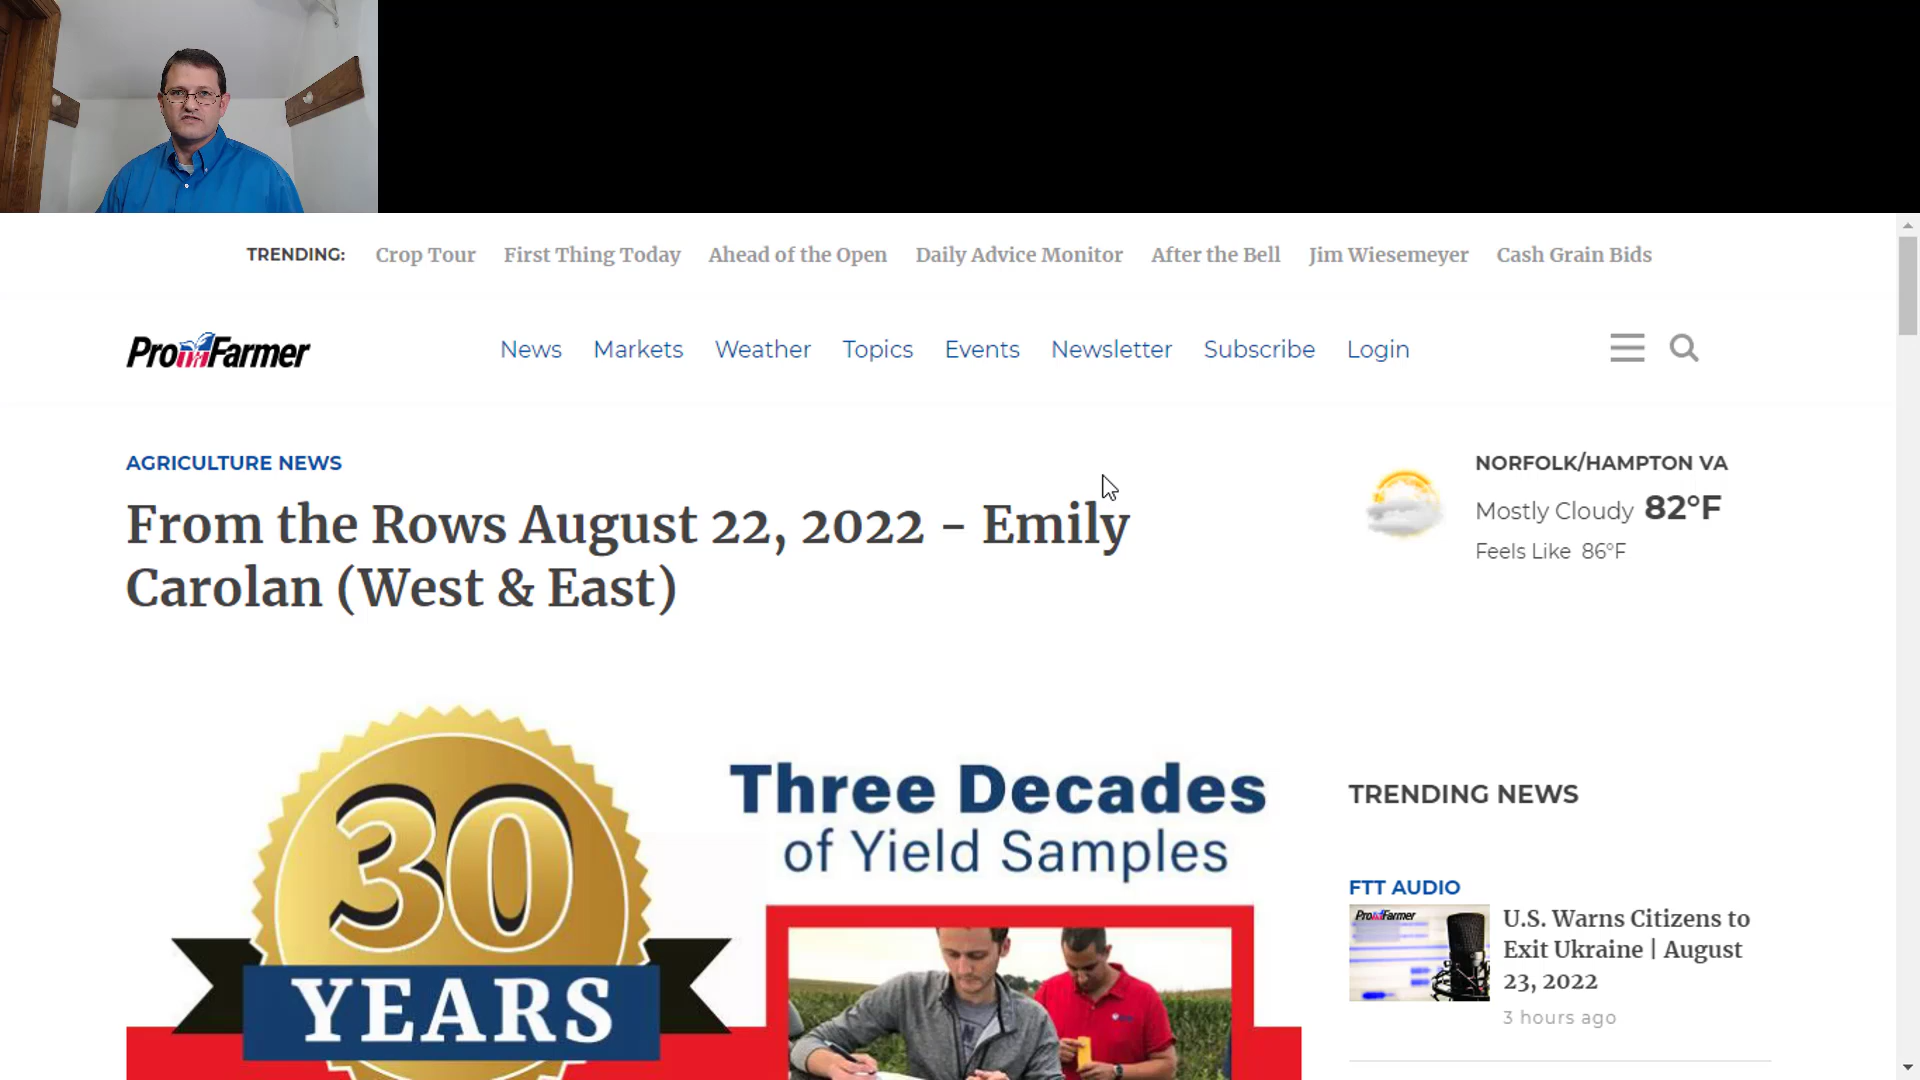 TRENDING: Crop Tour First Thing Today Ahead of the Open Daily Advice Monitor After the Bell Jim Wiesemeyer Cash Grain Bids
Pro Farmer News Markets Weather Topics Events Newsletter Subscribe Login
AGRICULTURE NEWS
From the Rows August 22, 2022 - Emily
Carolan (West & East)
NORFOLK/HAMPTON VA
Mostly Cloudy 82°F
Feels Like 86°F
30
YEARS
Three Decades
of Yield Samples
TRENDING NEWS
FTT AUDIO
Pro Farmer
U.S. Warns Citizens to
Exit Ukraine | August
23, 2022
3 hours ago